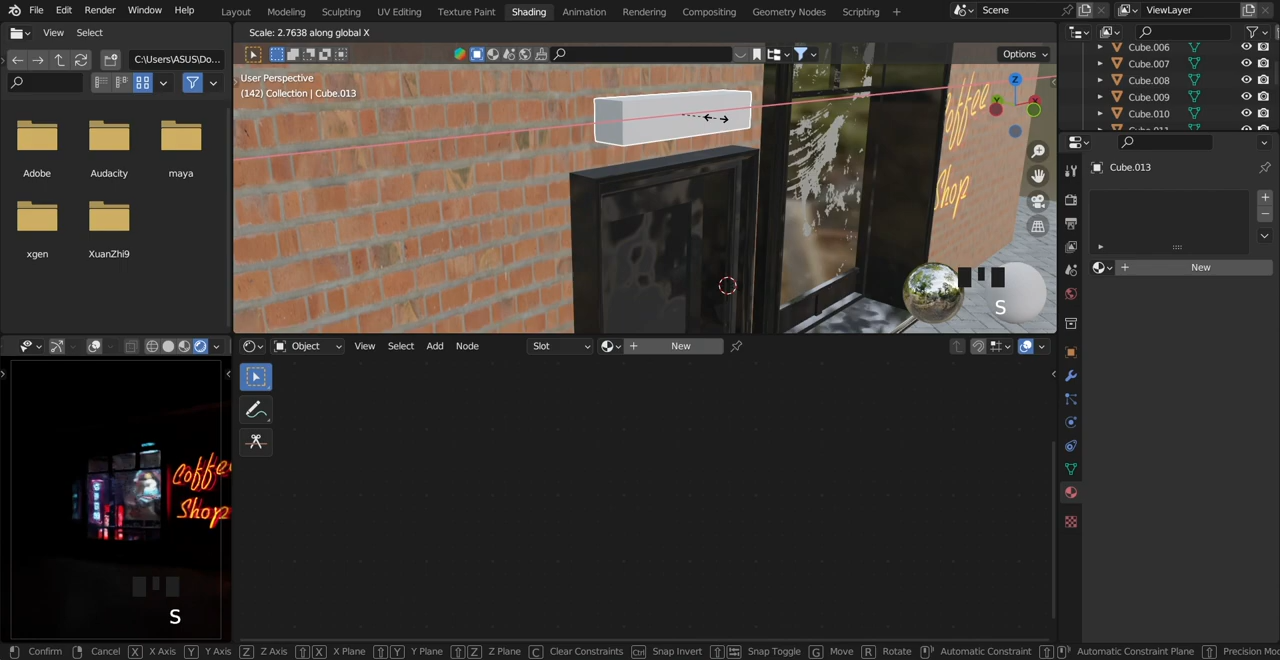 File Edit Render Window Help Layout Modeling Sculpting UV Editing Texture Paint Shading Animation Rendering Compositing Geometry Nodes Scripting + Scene ViewLayer
View Select
Scale: 2.7638 along global X
C:\Users\ASUS\Do...
Options
User Perspective
(142) Collection | Cube.013
Cube.006
Cube.007
Cube.008
Cube.009
Cube.010
Z
Adobe
Audacity
maya
xgen
XuanZhi9
Coffee
Shop
S
Cube.013
New
Object View Select Add Node Slot New
Coffe
Shop
S
Confirm Cancel X X Axis Y Y Axis Z Z Axis X X Plane Y Y Plane Z Z Plane C Clear Constraints Ctrl Snap Invert Snap Toggle G Move R Rotate Automatic Constraint Automatic Constraint Plane Precision Mo